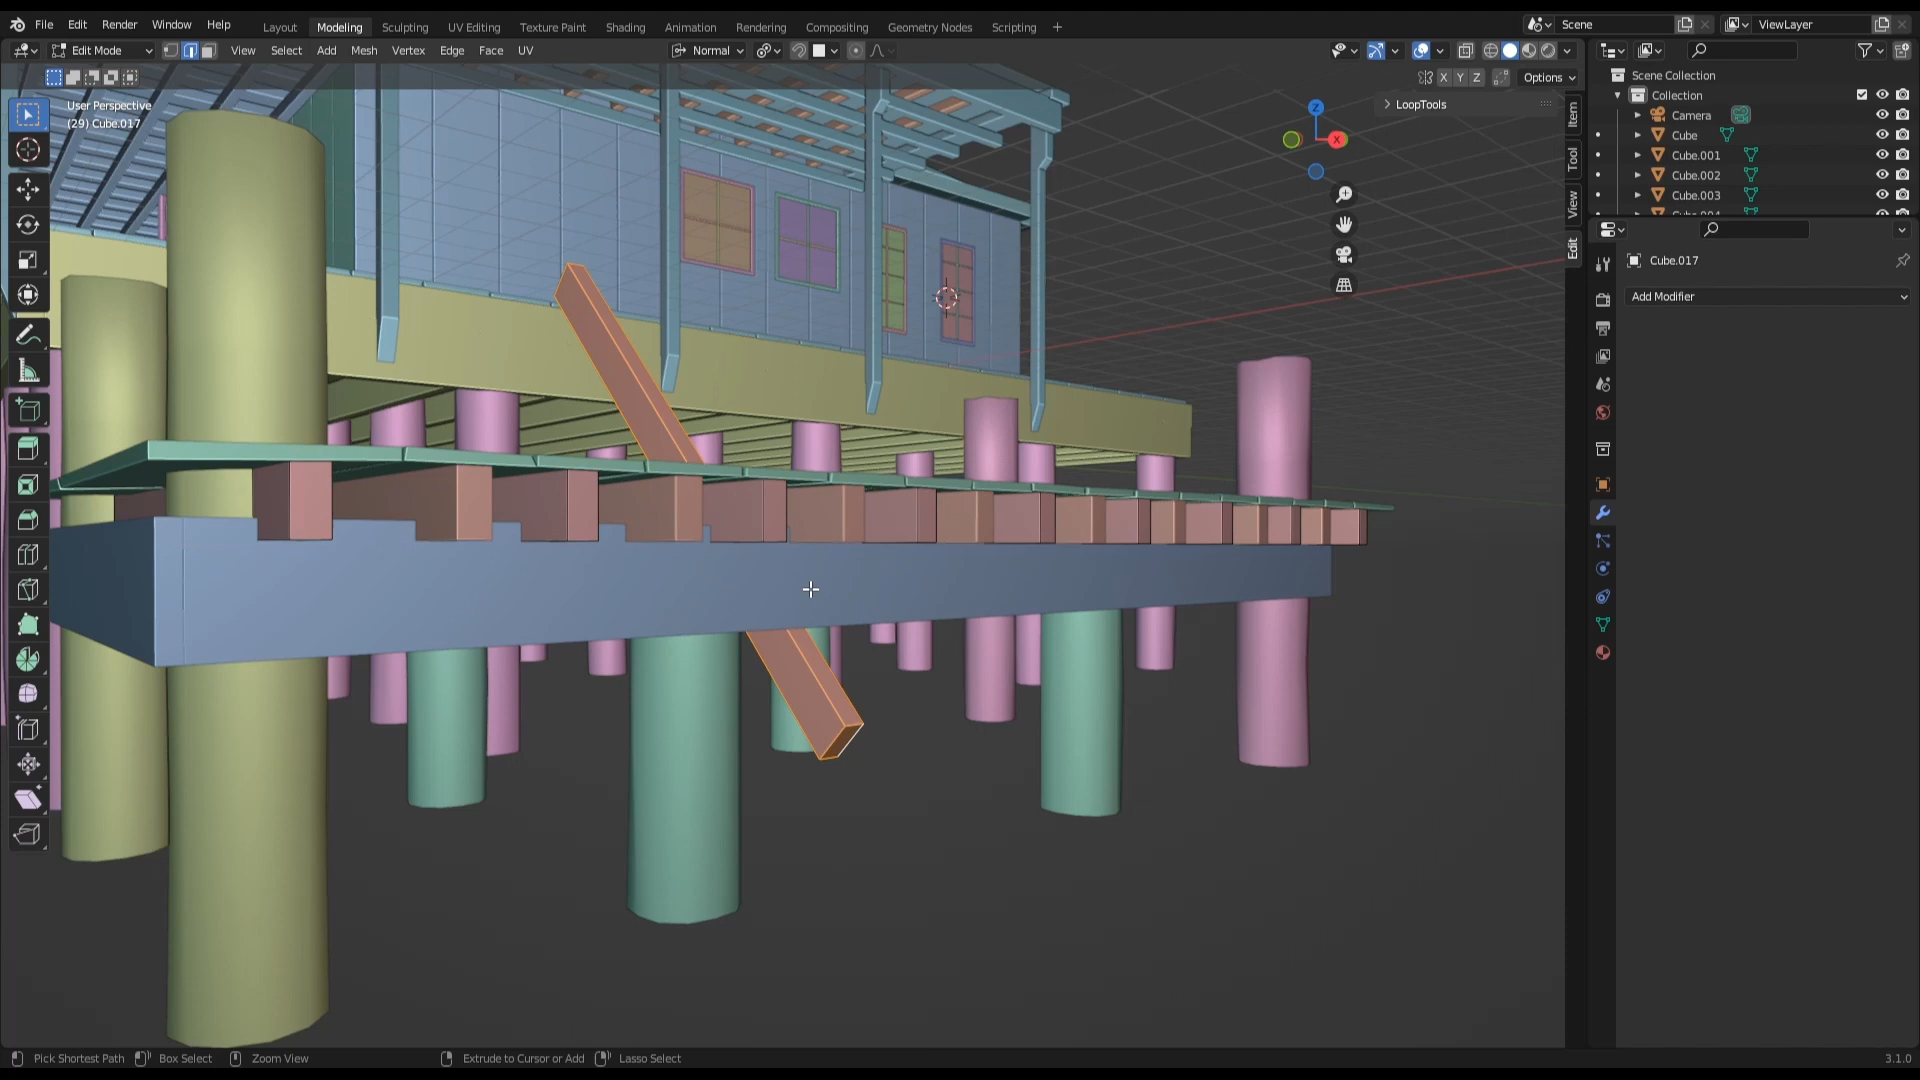 File Edit Render Window Help Layout Modeling Sculpting UV Editing Texture Paint Shading Animation Rendering Compositing Geometry Nodes Scripting + Scene ViewLayer
Edit Mode View Select Add Mesh Vertex Edge Face UV Normal
X Y Z Options
User Perspective
(29) Cube.017
LoopTools
Z
X
Item
Tool
View
Edit
Scene Collection
Collection
Camera
Cube
Cube.001
Cube.002
Cube.003
Cube.004
Cube.017
Add Modifier
Pick Shortest Path Box Select Zoom View Extrude to Cursor or Add Lasso Select 3.1.0